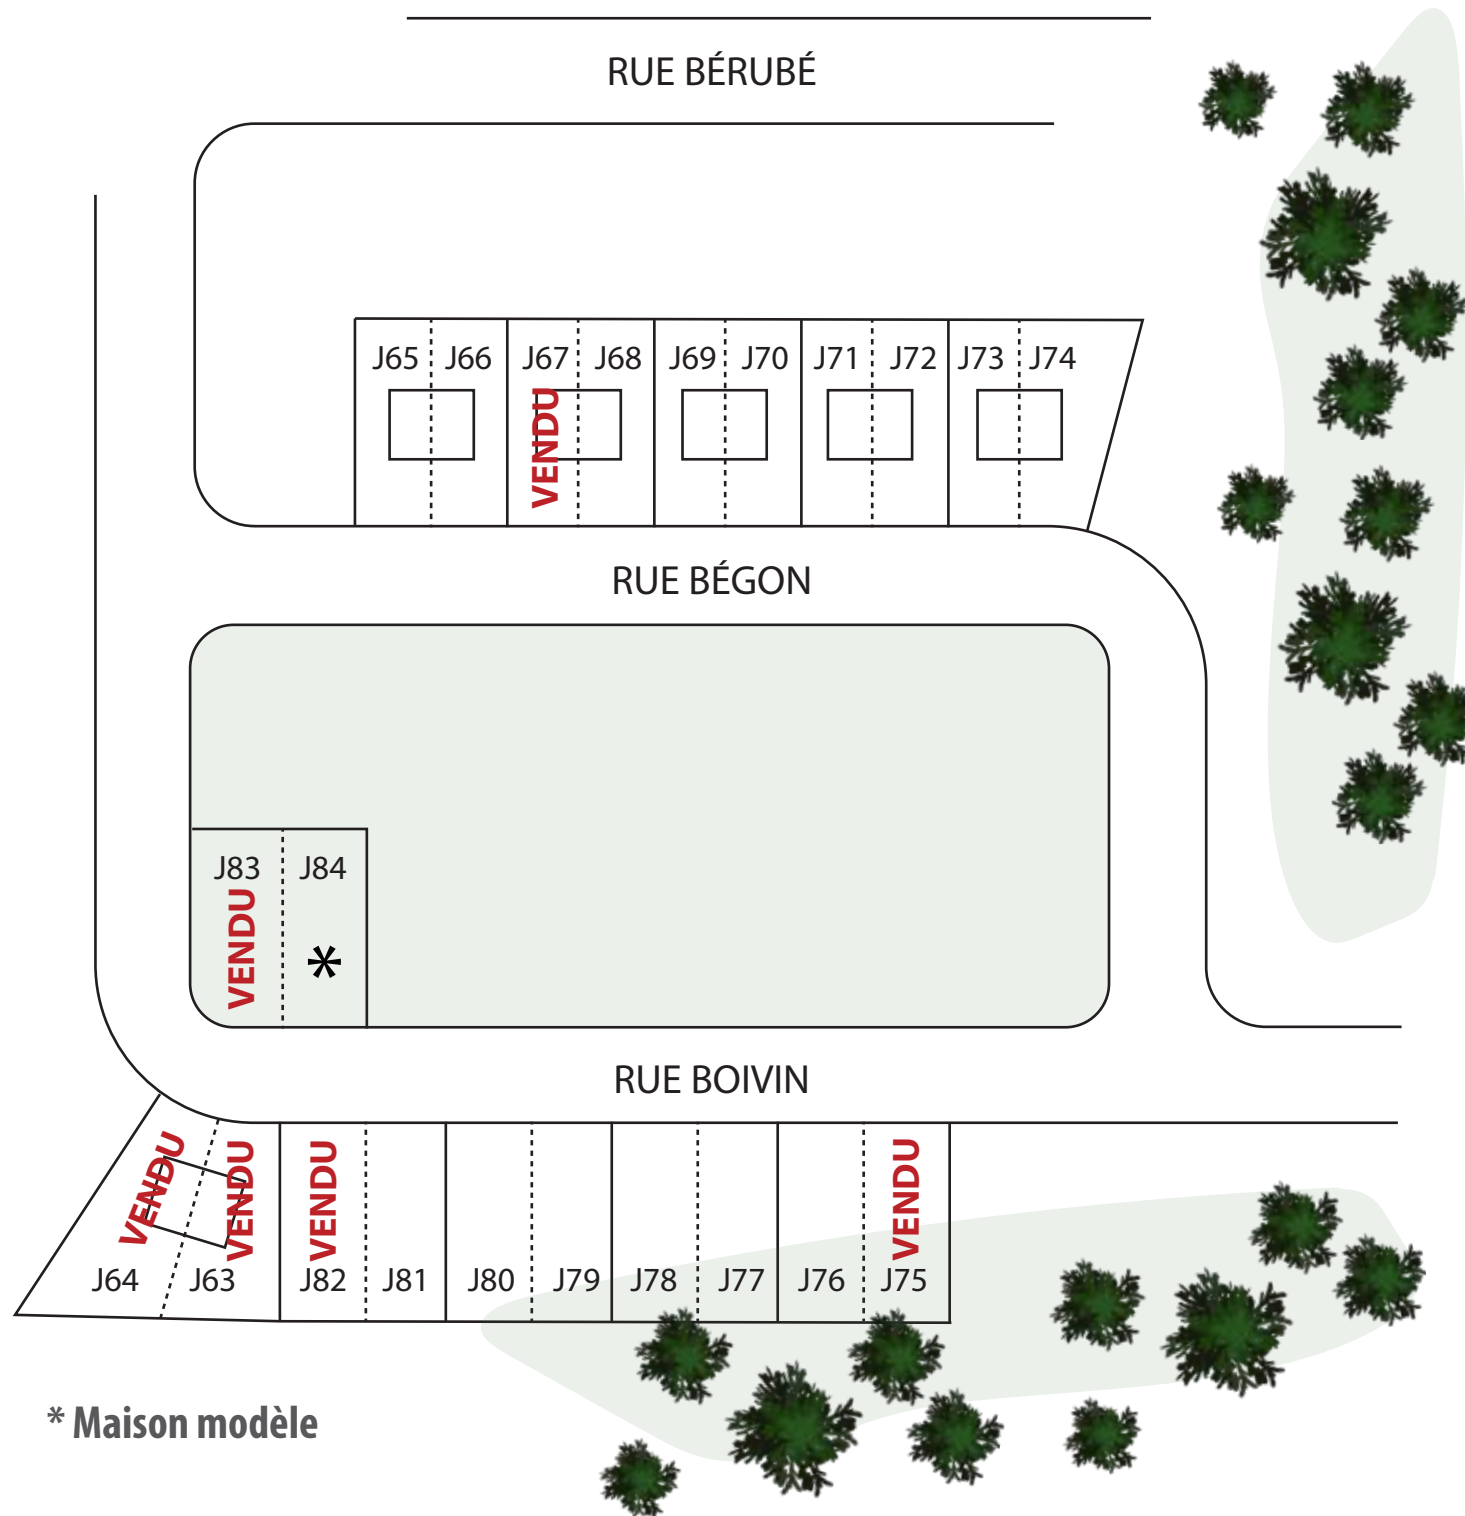 RUE BÉRUBÉ
J65 J66 J67 J68 J69 J70 J71 J72 J73 J74
VENDU
RUE BÉGON
J83 J84
VENDU
*
RUE BOIVIN
VENDU VENDU VENDU VENDU
J64 J63 J82 J81 J80 J79 J78 J77 J76 J75
* Maison modèle